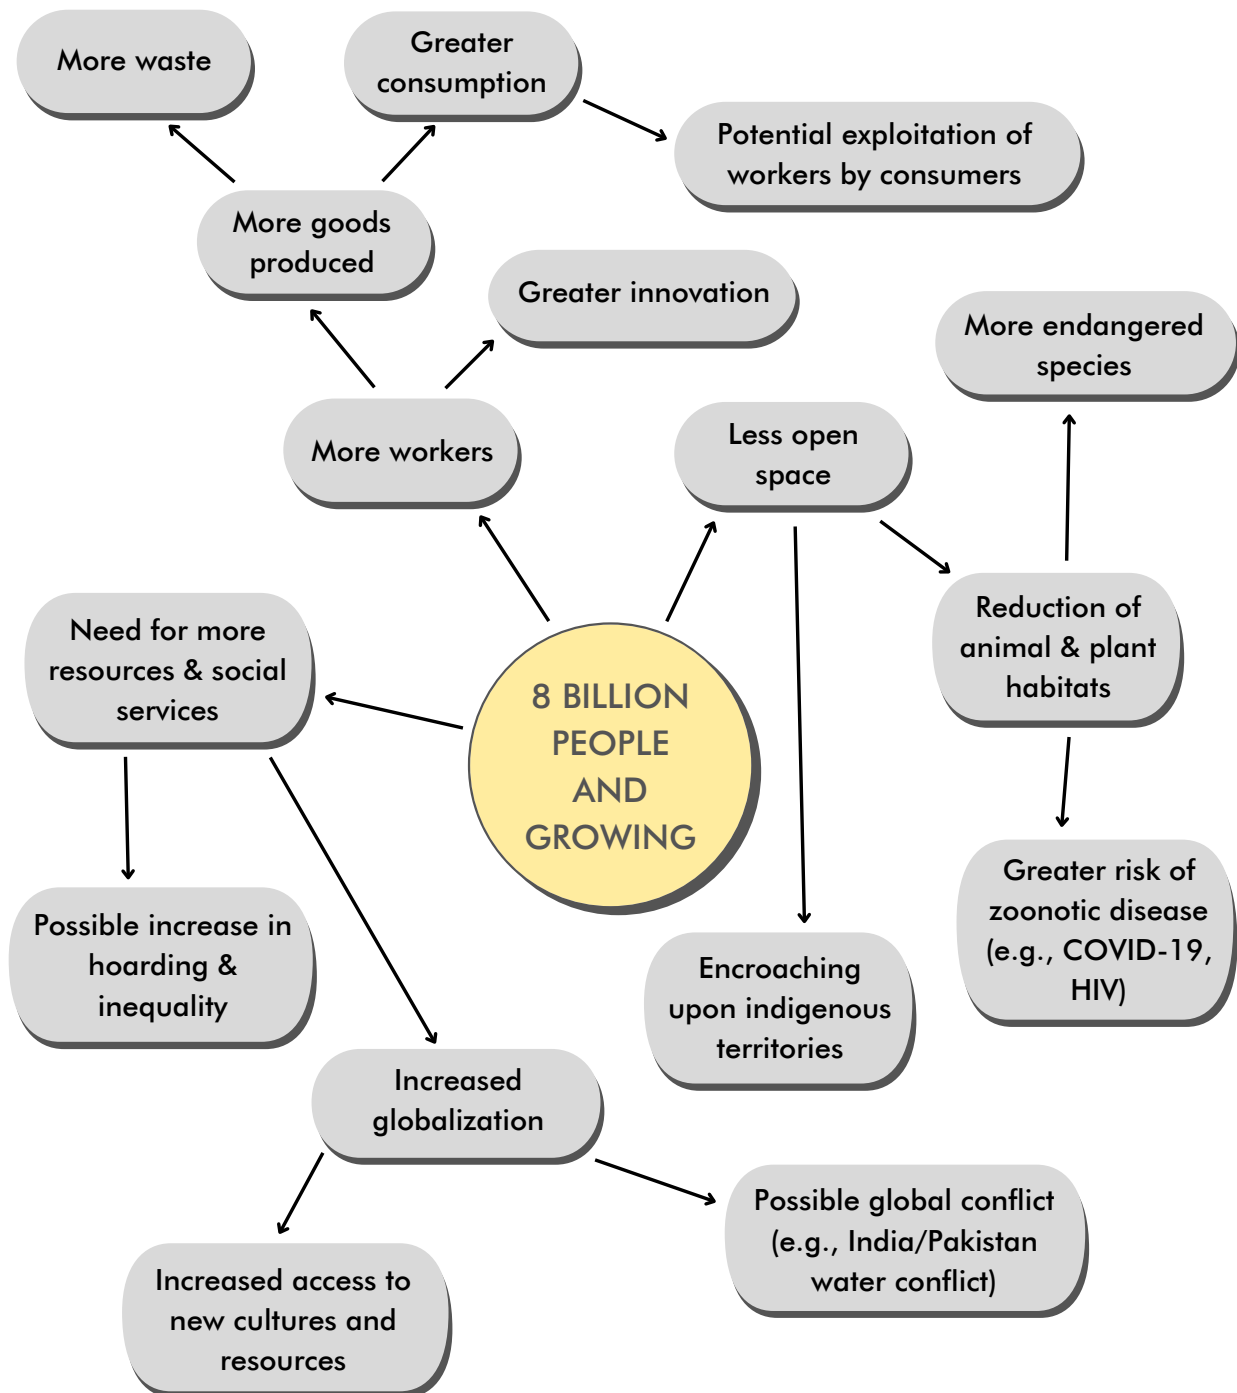 More waste
Greater
consumption
Potential exploitation of
workers by consumers
More goods
produced
Greater innovation
More endangered
species
More workers
Less open
space
Need for more
resources & social
services
8 BILLION
PEOPLE
AND
GROWING
Reduction of
animal & plant
habitats
Possible increase in
hoarding &
inequality
Encroaching
upon indigenous
territories
Greater risk of
zoonotic disease
(e.g., COVID-19,
HIV)
Increased
globalization
Possible global conflict
(e.g., India/Pakistan
water conflict)
Increased access to
new cultures and
resources